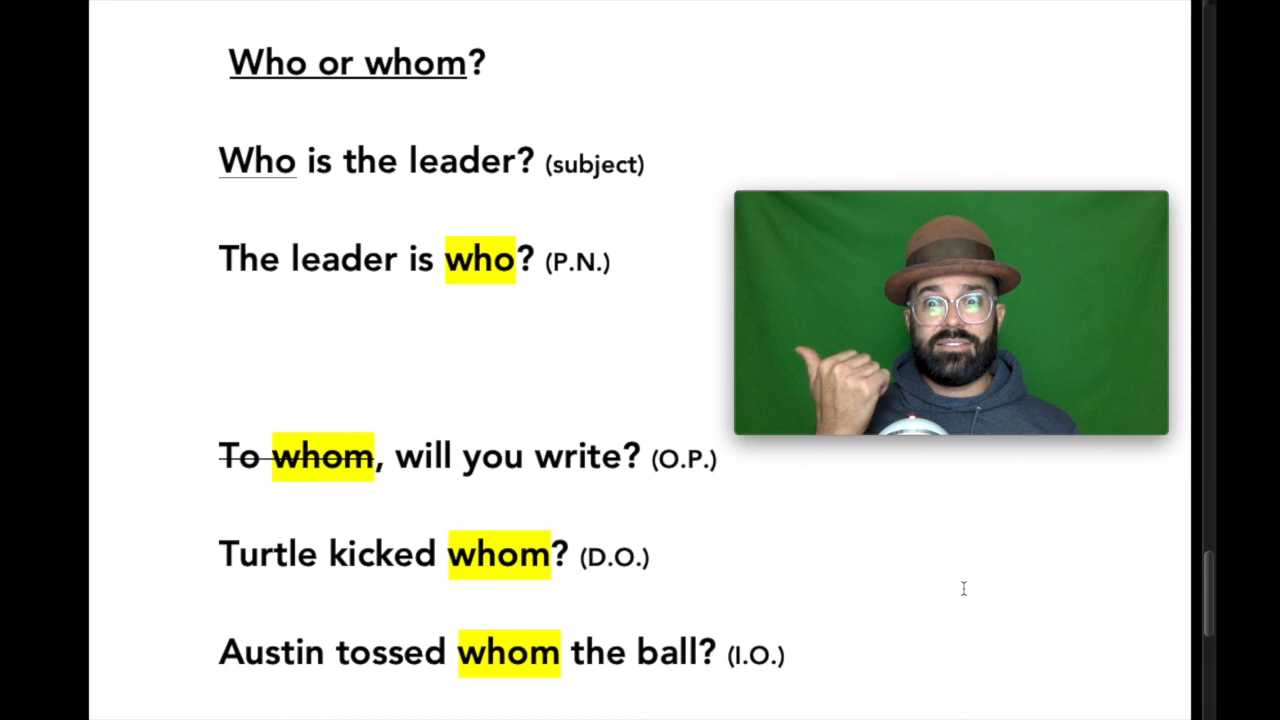 Who or whom?
Who is the leader? (subject)
The leader is who? (P.N.)
To whom, will you write? (O.P.)
Turtle kicked whom? (D.O.)
Austin tossed whom the ball? (I.O.)